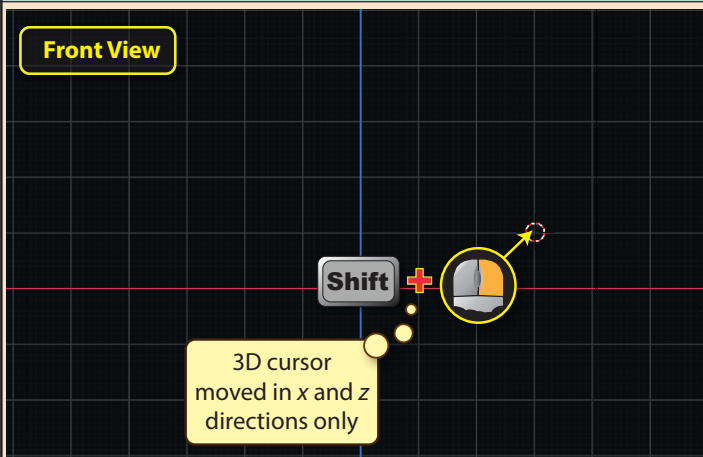 Front View
Shift
3D cursor
moved in x and z
directions only